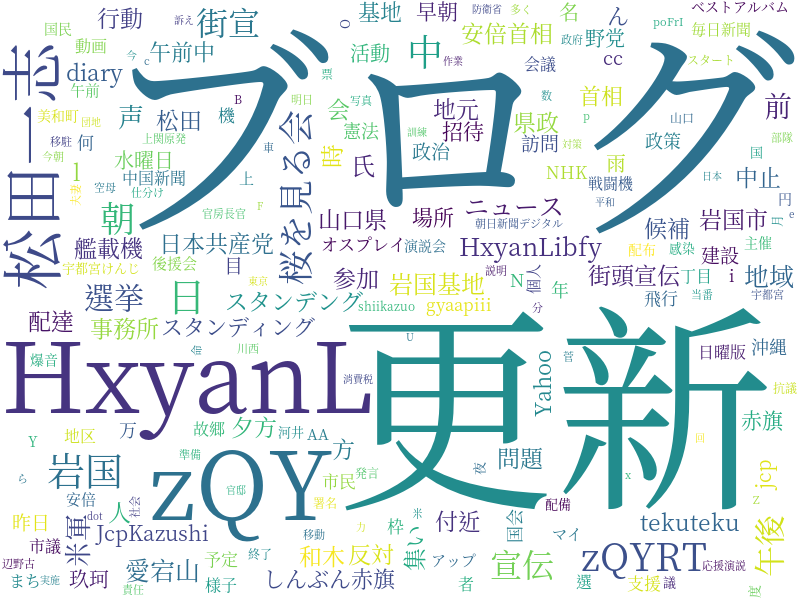 ブログ
更新
HxyanL
zQY
松田一志
桜を見る会
行動
訴え
街宣
基地
早朝
防衛省
多く
名
ん
poFrI
ベストアルバム
国民
動画
今
c
午前中
o
活動
中
安倍首相
政府
野党
cc
毎日新聞
スタート
diary
作業
会議
午前
票
明日
B
声
松田
機
会
写真
数
首相
p
山口
前
美和町
団地
移駐
何
上関原発
車
憲法
訓練
地元
招待
県政
訪問
対策
政策
部隊
今朝
l
水曜日
中国新聞
時
氏
政治
NHK
雨
国
日本
中止
空母
仕分け
上
戦闘機
平和
円
e
朝
官房長官
F
山口県
場所
ニュース
朝日新聞デジタル
候補
岩国市
月
艦載機
日本共産党
オスプレイ
演説会
HxyanLibfy
配布
感染
建設
主催
宇都宮けんじ
後援会
目
東京
参加
岩国基地
説明
N
個人
街頭宣伝
丁目
i
地域
選挙
日
スタンデング
shiikazuo
gyaapiii
年
分
飛行
当番
宇都宮
配達
事務所
スタンディング
爆音
川西
U
菅
日曜版
沖縄
消費税
Yahoo
抗議
赤旗
Y
地区
万
故郷
夕方
河井
AA
方
問題
夜
回
x
岩国
準備
市民
発言
jcp
ら
安倍
人
社会
官邸
署名
配備
z
昨日
dot
JcpKazushi
移動
カ
枠
米
付近
国会
tekuteku
午後
市議
米軍
終了
和木
反対
集い
アップ
マイ
zQYRT
応援演説
辺野古
まち
実施
玖珂
愛宕山
予定
様子
責任
しんぶん赤旗
者
宣伝
選
支援
議
度